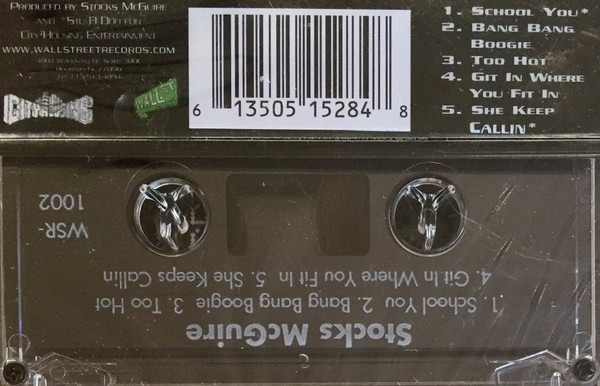 Produced by Stocks McGuire
City Housing Entertainment
www.wallstreetrecords.com
Wall St
6 13505 15284 8
1. School You*
2. Bang Bang
Boogie
3. Too Hot
4. Git In Where
You Fit In
5. She Keep
Callin*
Stocks McGuire
1. School You 2. Bang Bang Boogie 3. Too Hot
4. Git In Where You Fit In 5. She Keeps Callin
WSR-
1002